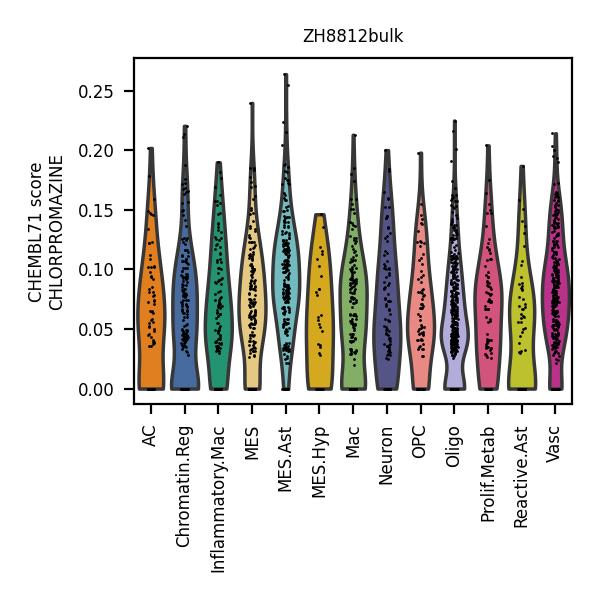 ZH8812bulk
CHEMBL71 score
CHLORPROMAZINE
0.25
0.20
0.15
0.10
0.05
0.00
AC
Chromatin.Reg
Inflammatory.Mac
MES
MES.Ast
MES.Hyp
Mac
Neuron
OPC
Oligo
Prolif.Metab
Reactive.Ast
Vasc